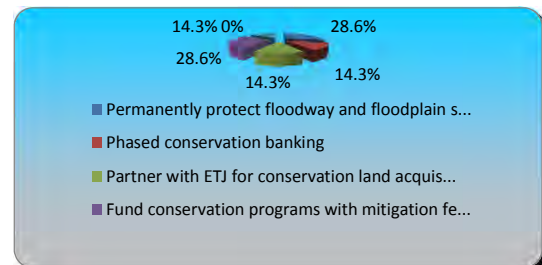 14.3% 0% 28.6%
28.6%
14.3%
14.3%
Permanently protect floodway and floodplain s...
Phased conservation banking
Partner with ETJ for conservation land acquis...
Fund conservation programs with mitigation fe...